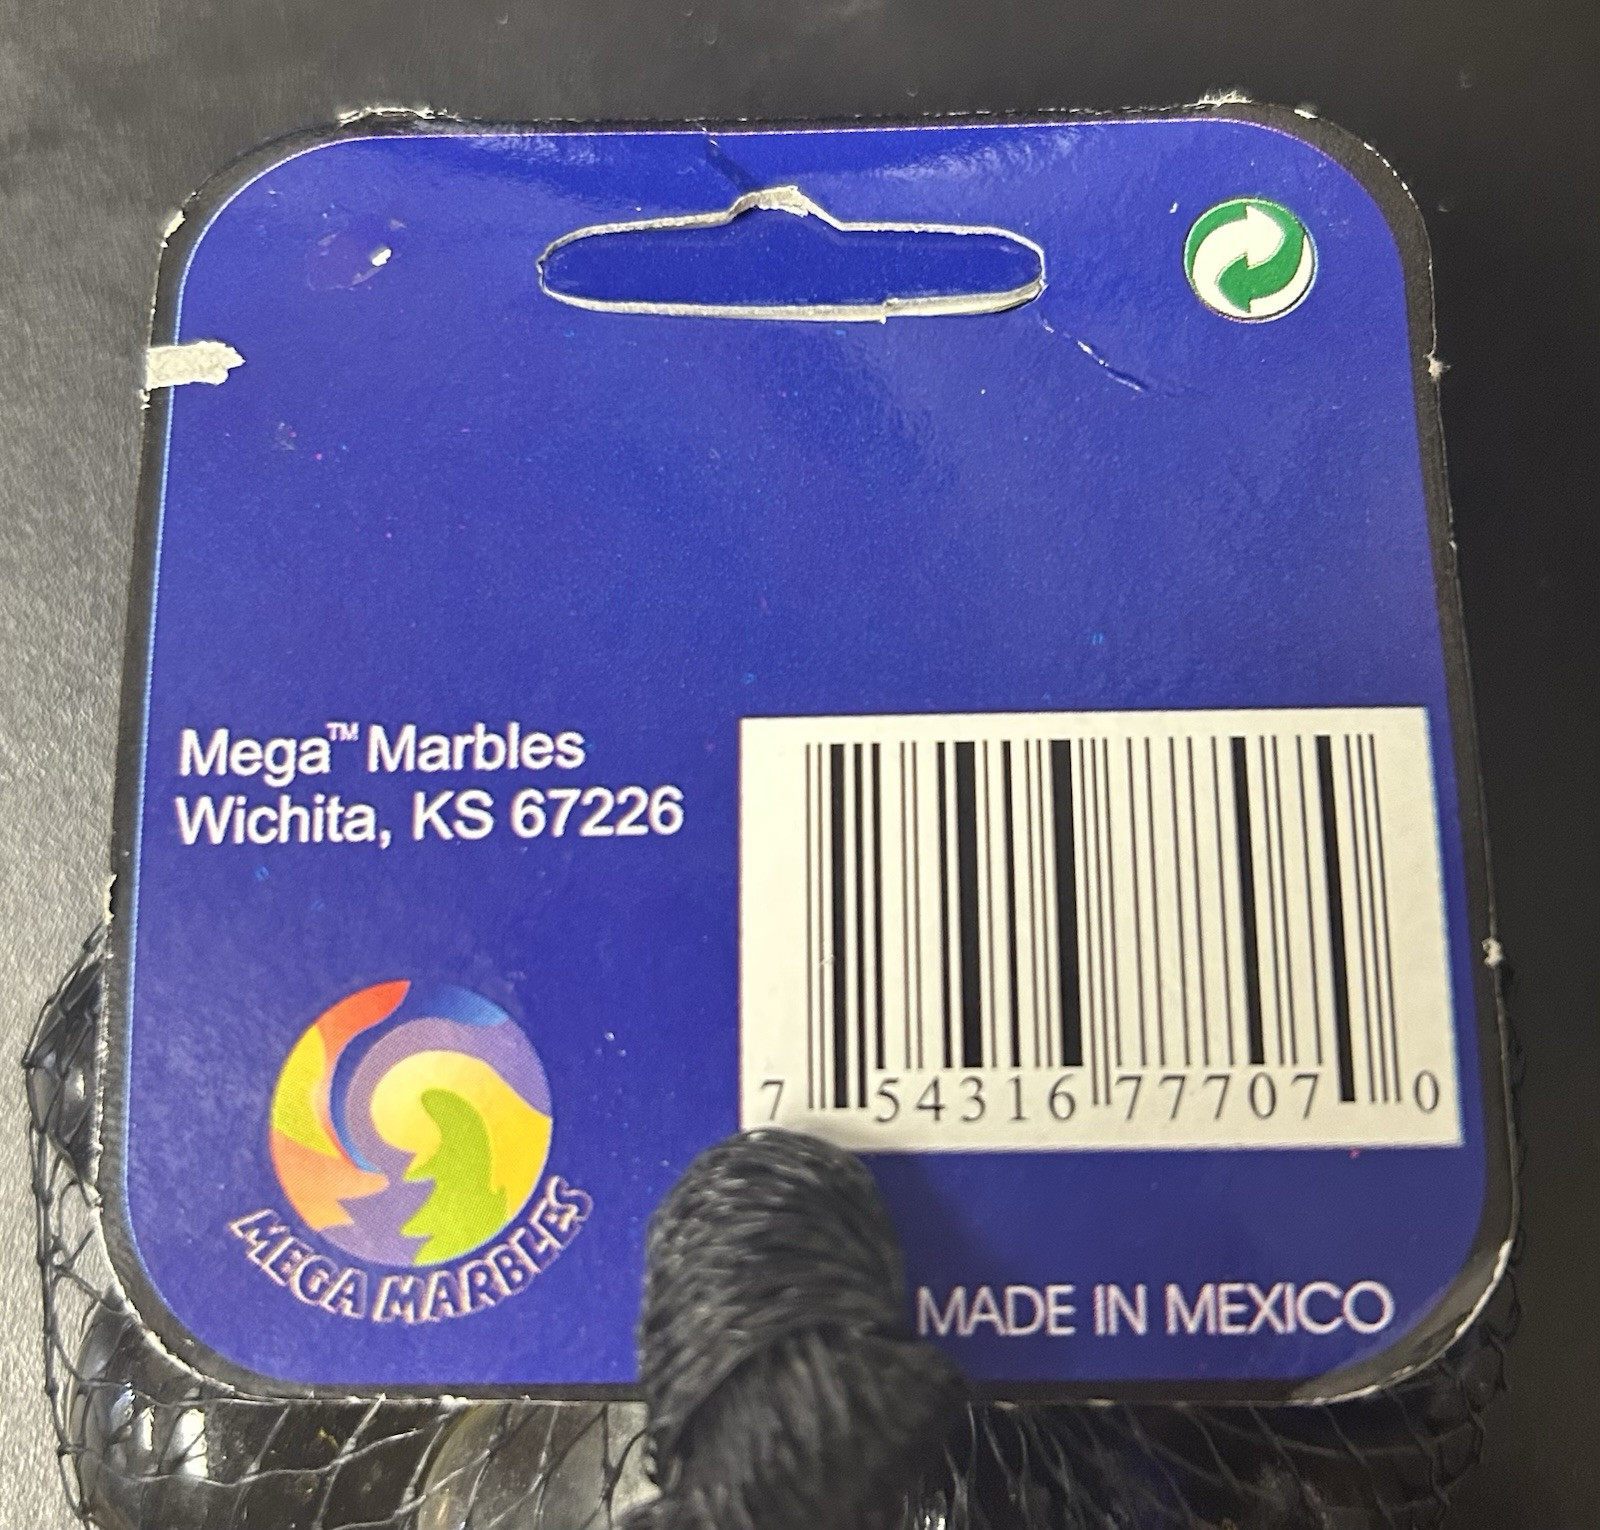 Mega™ Marbles
Wichita, KS 67226
7 54316 77707 0
MEGA MARBLES
MADE IN MEXICO